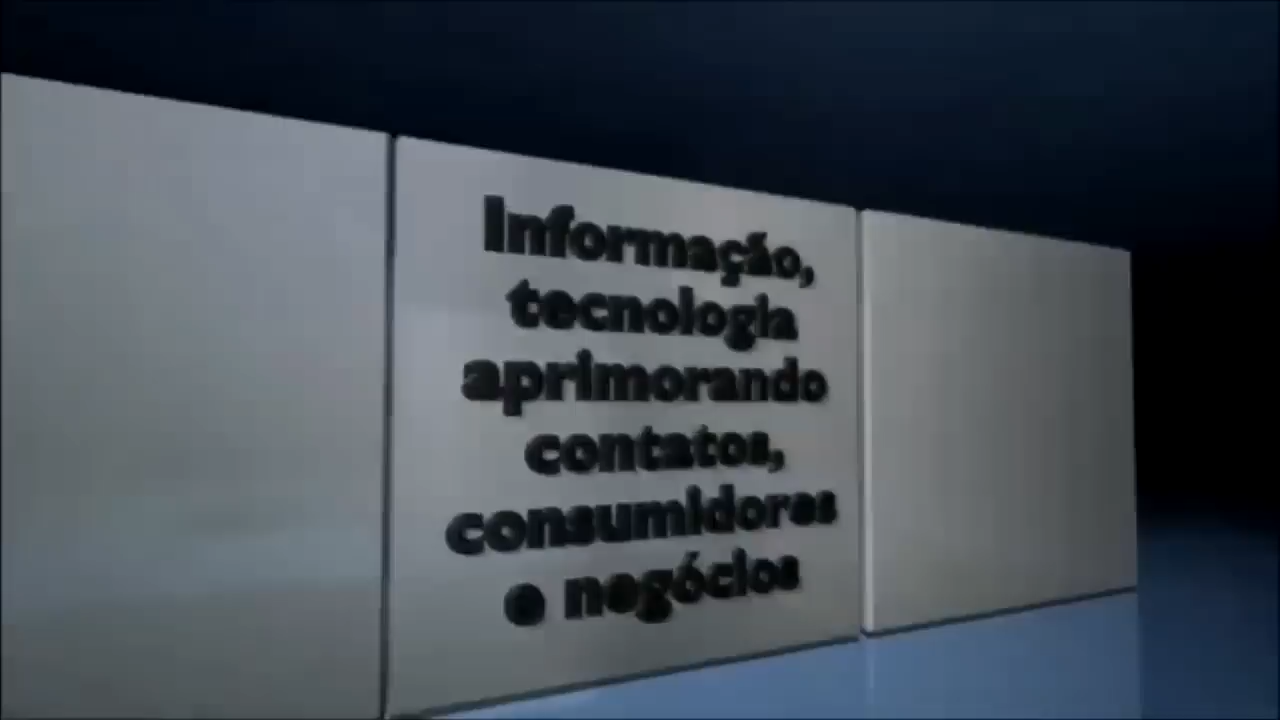 Informação,
tecnologia
aprimorando
contatos,
consumidores
e negócios